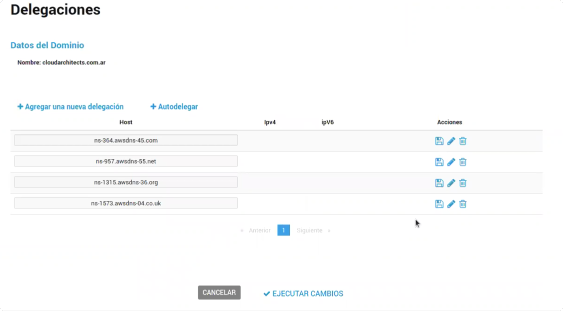 Delegaciones
Datos del Dominio
Nombre: cloudarchitects.com.ar
+ Agregar una nueva delegación + Autodelegar
Host Ipv4 ipV6 Acciones
ns-364.awsdns-45.com
ns-957.awsdns-55.net
ns-1315.awsdns-36.org
ns-1573.awsdns-04.co.uk
« Anterior 1 Siguiente »
CANCELAR ✔ EJECUTAR CAMBIOS